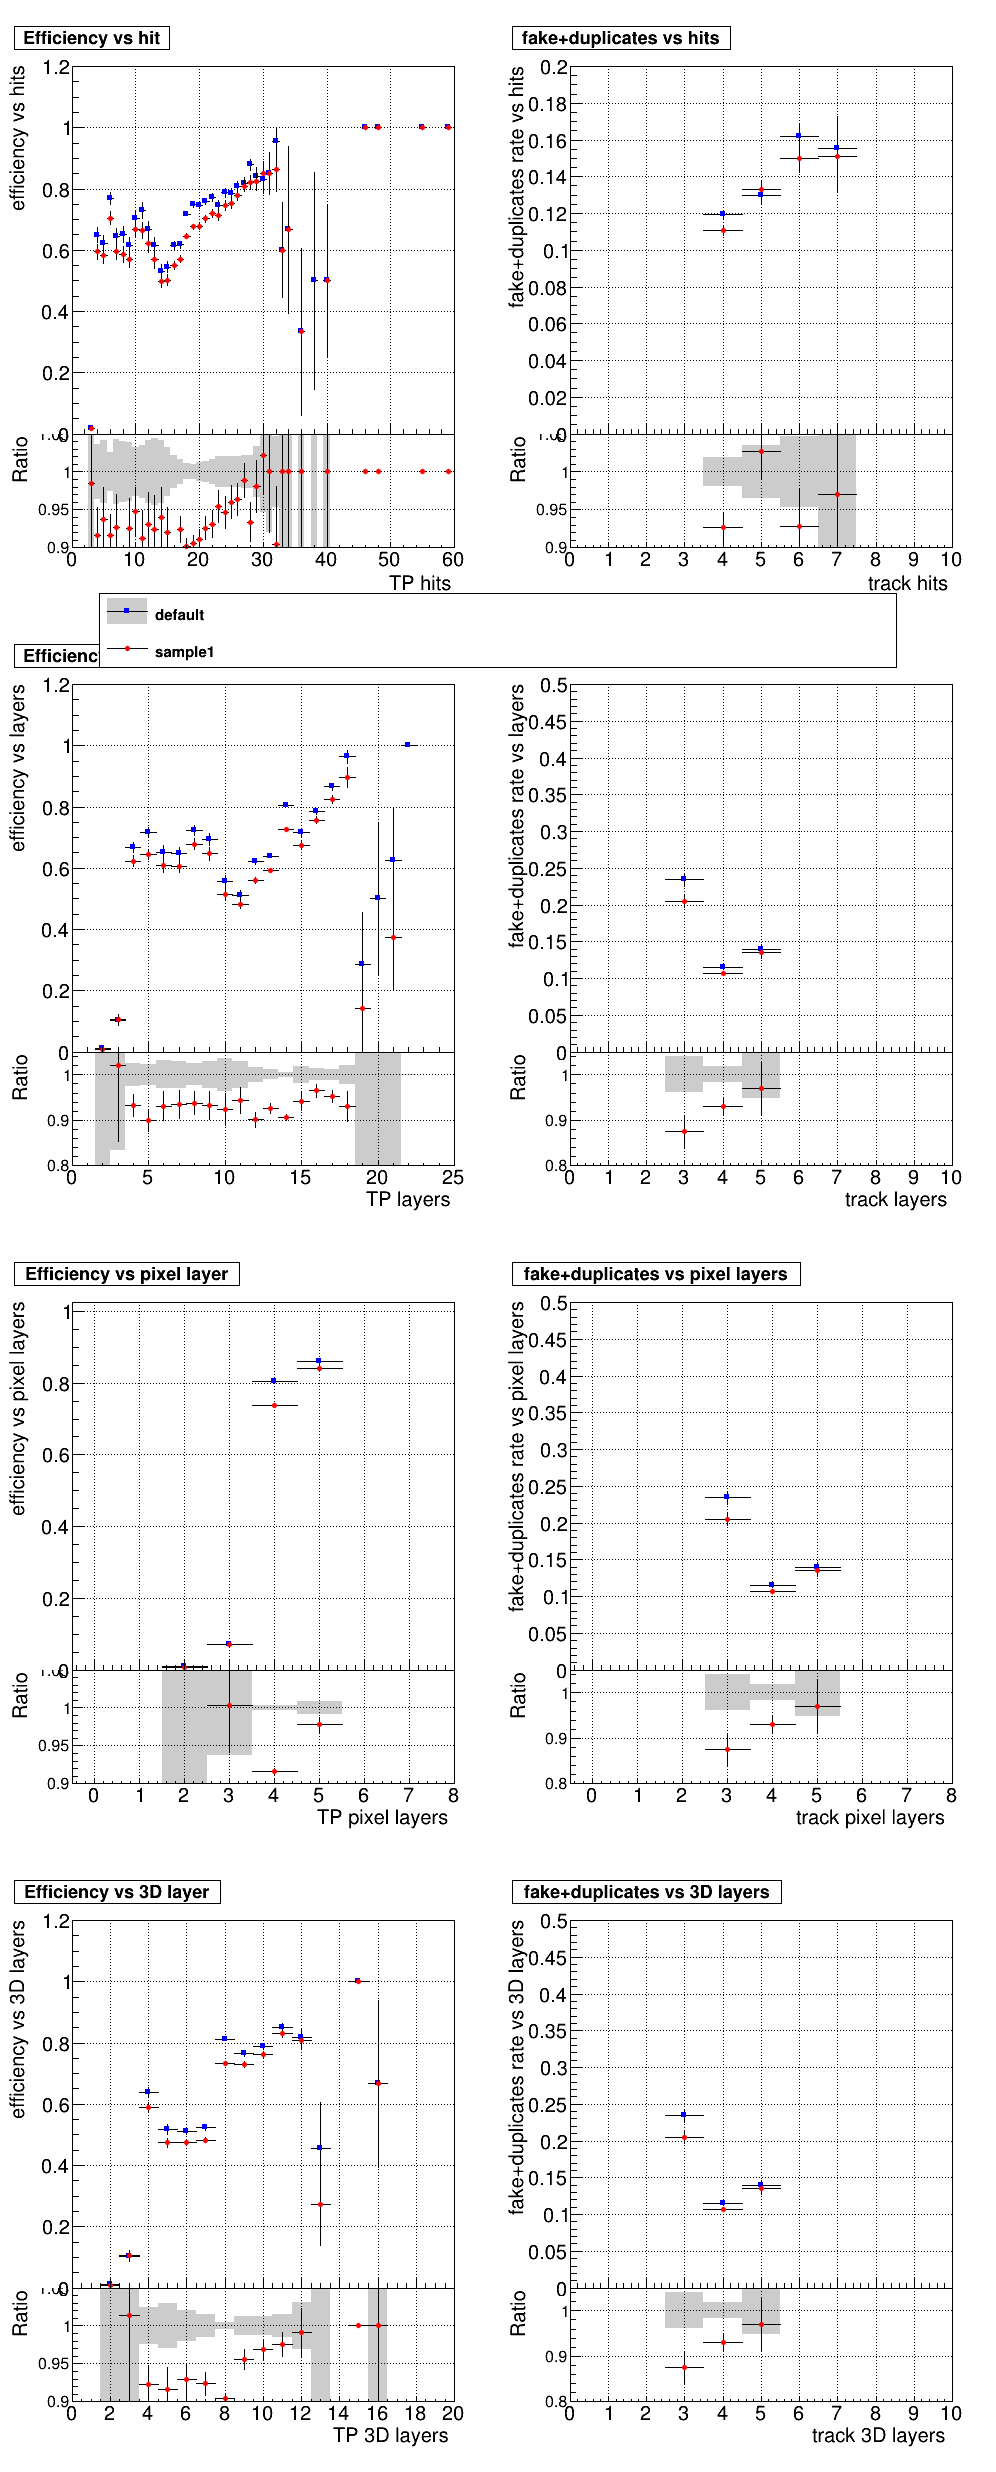 Efficiency vs hit
fake+duplicates vs hits
efficiency vs hits
1.2
1
0.8
0.6
0.4
0.2
0
Ratio
1
0.95
0.9
0 10 20 30 40 50 60
TP hits
fake+duplicates rate vs hits
0.2
0.18
0.16
0.14
0.12
0.1
0.08
0.06
0.04
0.02
0
Ratio
1
0.95
0.9
0 1 2 3 4 5 6 7 8 9 10
track hits
default
sample1
Efficienc
efficiency vs layers
1.2
1
0.8
0.6
0.4
0.2
0
Ratio
1
0.9
0.8
0 5 10 15 20 25
TP layers
fake+duplicates rate vs layers
0.5
0.45
0.4
0.35
0.3
0.25
0.2
0.15
0.1
0.05
0
Ratio
1
0.9
0.8
0 1 2 3 4 5 6 7 8 9 10
track layers
Efficiency vs pixel layer
fake+duplicates vs pixel layers
efficiency vs pixel layers
1
0.8
0.6
0.4
0.2
0
Ratio
1
0.95
0.9
0 1 2 3 4 5 6 7 8
TP pixel layers
fake+duplicates rate vs pixel layers
0.5
0.45
0.4
0.35
0.3
0.25
0.2
0.15
0.1
0.05
0
Ratio
1
0.9
0.8
0 1 2 3 4 5 6 7 8
track pixel layers
Efficiency vs 3D layer
fake+duplicates vs 3D layers
efficiency vs 3D layers
1.2
1
0.8
0.6
0.4
0.2
0
Ratio
1
0.95
0.9
0 2 4 6 8 10 12 14 16 18 20
TP 3D layers
fake+duplicates rate vs 3D layers
0.5
0.45
0.4
0.35
0.3
0.25
0.2
0.15
0.1
0.05
0
Ratio
1
0.9
0.8
0 1 2 3 4 5 6 7 8 9 10
track 3D layers